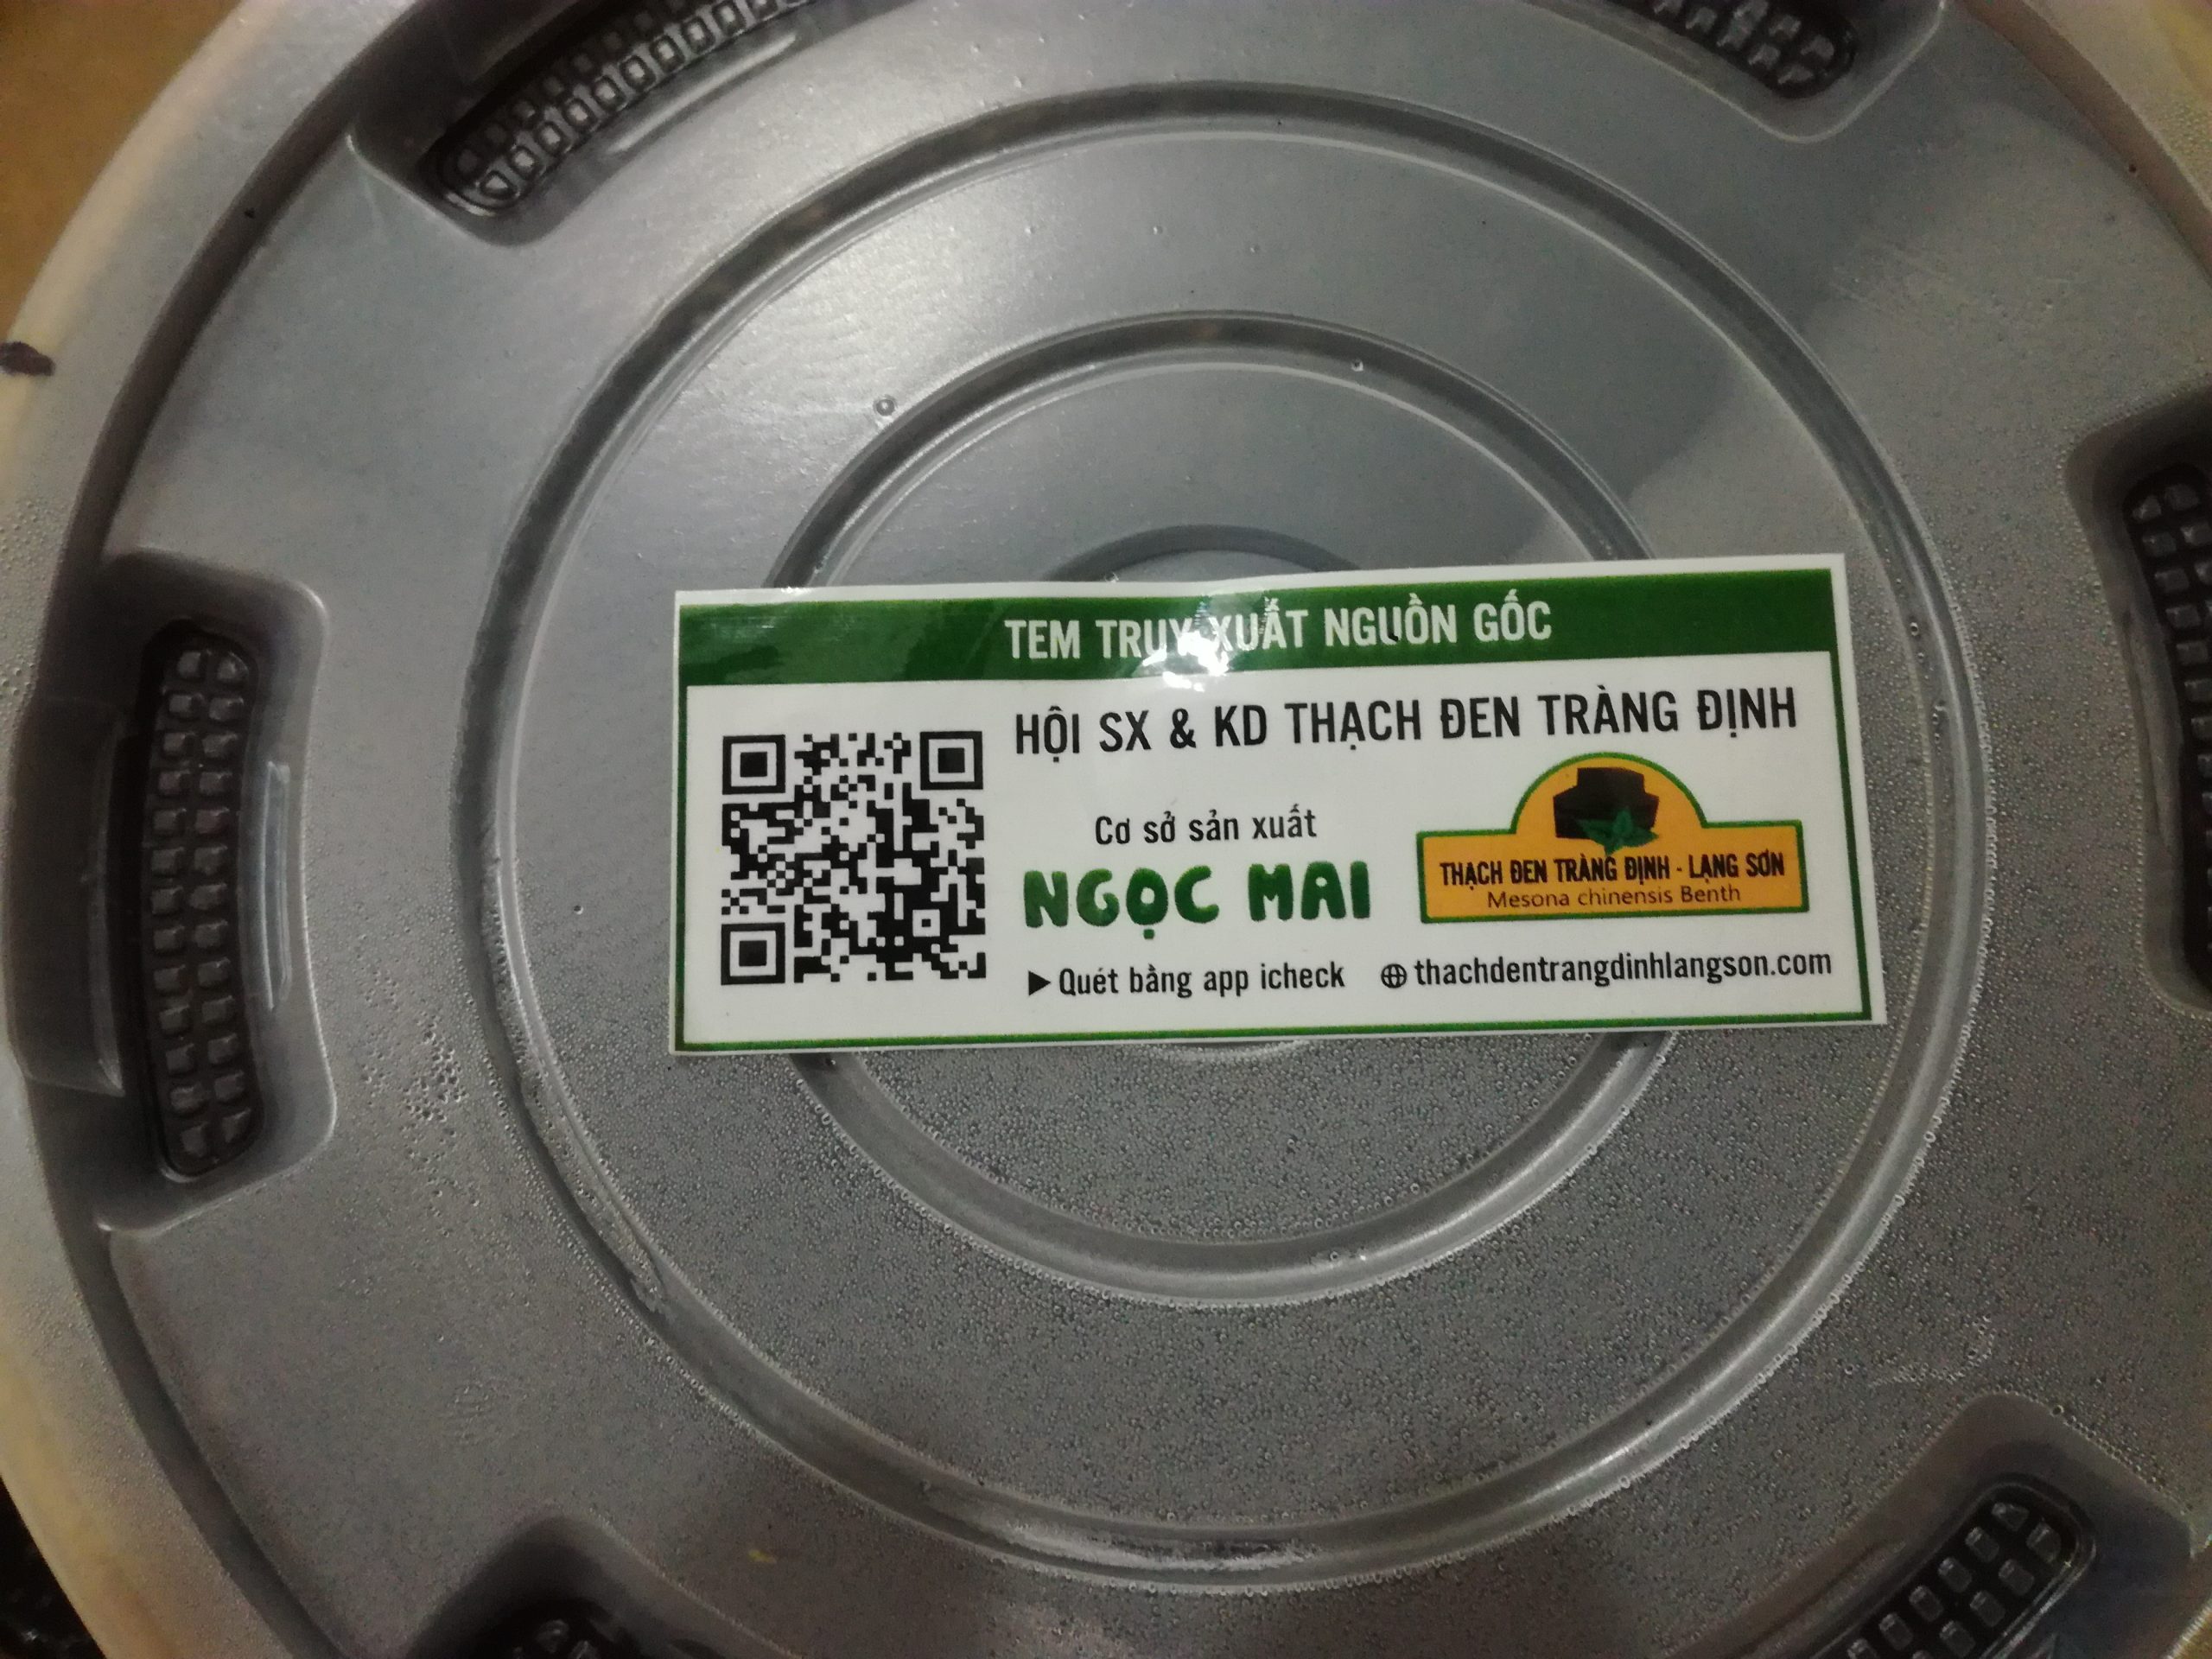 TEM TRUY XUẤT NGUỒN GỐC
HỘI SX & KD THẠCH ĐEN TRÀNG ĐỊNH
Cơ sở sản xuất
NGỌC MAI
THẠCH ĐEN TRÀNG ĐỊNH - LẠNG SƠN
Mesona chinensis Benth
▶ Quét bằng app icheck
thachdentrangdinhlangson.com